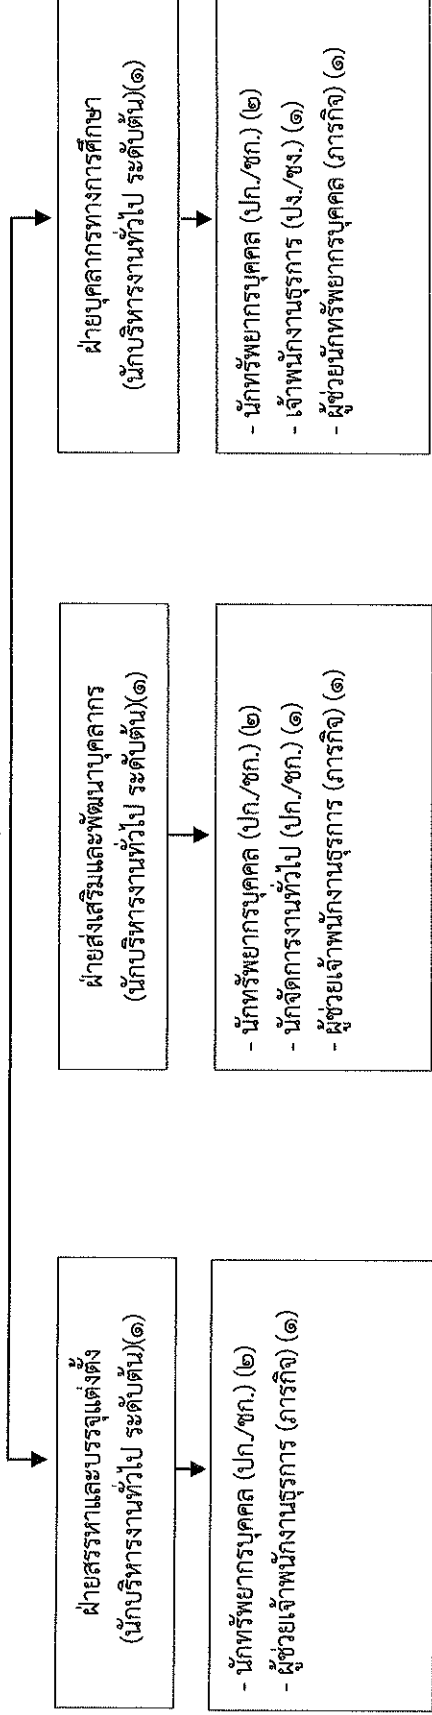 ฝ่ายสรรหาและบรรจุแต่งตั้ง
(นักบริหารงานทั่วไป ระดับต้น)(๑)
- นักทรัพยากรบุคคล (ปก./ชก.) (๒)
- ผู้ช่วยเจ้าพนักงานธุรการ (ภารกิจ) (๑)
ฝ่ายส่งเสริมและพัฒนาบุคลากร
(นักบริหารงานทั่วไป ระดับต้น)(๑)
- นักทรัพยากรบุคคล (ปก./ชก.) (๒)
- นักจัดการงานทั่วไป (ปก./ชก.) (๑)
- ผู้ช่วยเจ้าพนักงานธุรการ (ภารกิจ) (๑)
ฝ่ายบุคลากรทางการศึกษา
(นักบริหารงานทั่วไป ระดับต้น)(๑)
- นักทรัพยากรบุคคล (ปก./ชก.) (๒)
- เจ้าพนักงานธุรการ (ปง./ชง.) (๑)
- ผู้ช่วยนักทรัพยากรบุคคล (ภารกิจ) (๑)